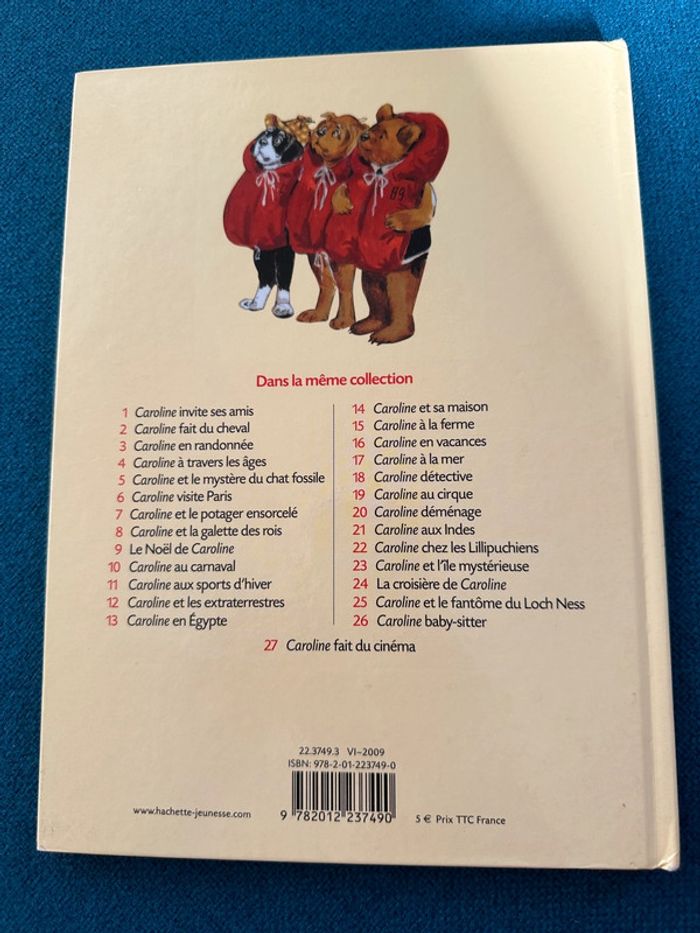 89
Dans la même collection
1 Caroline invite ses amis
2 Caroline fait du cheval
3 Caroline en randonnée
4 Caroline à travers les âges
5 Caroline et le mystère du chat fossile
6 Caroline visite Paris
7 Caroline et le potager ensorcelé
8 Caroline et la galette des rois
9 Le Noël de Caroline
10 Caroline au carnaval
11 Caroline aux sports d'hiver
12 Caroline et les extraterrestres
13 Caroline en Égypte
14 Caroline et sa maison
15 Caroline à la ferme
16 Caroline en vacances
17 Caroline à la mer
18 Caroline détective
19 Caroline au cirque
20 Caroline déménage
21 Caroline aux Indes
22 Caroline chez les Lillipuchiens
23 Caroline et l'île mystérieuse
24 La croisière de Caroline
25 Caroline et le fantôme du Loch Ness
26 Caroline baby-sitter
27 Caroline fait du cinéma
22.3749.3 VI-2009
ISBN: 978-2-01-223749-0
www.hachette-jeunesse.com
9 782012 237490
5 € Prix TTC France